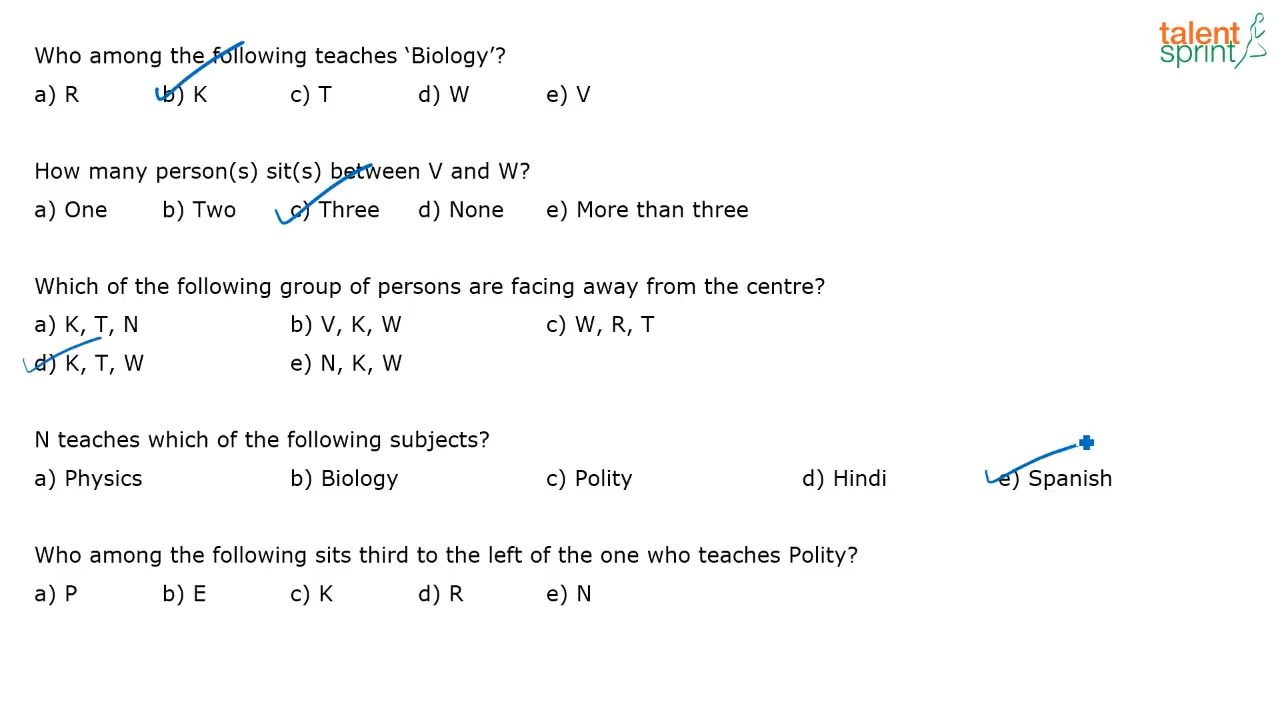 talent
sprint
Who among the following teaches ‘Biology’?
a) R b) K c) T d) W e) V
How many person(s) sit(s) between V and W?
a) One b) Two c) Three d) None e) More than three
Which of the following group of persons are facing away from the centre?
a) K, T, N b) V, K, W c) W, R, T
d) K, T, W e) N, K, W
N teaches which of the following subjects?
a) Physics b) Biology c) Polity d) Hindi e) Spanish
Who among the following sits third to the left of the one who teaches Polity?
a) P b) E c) K d) R e) N